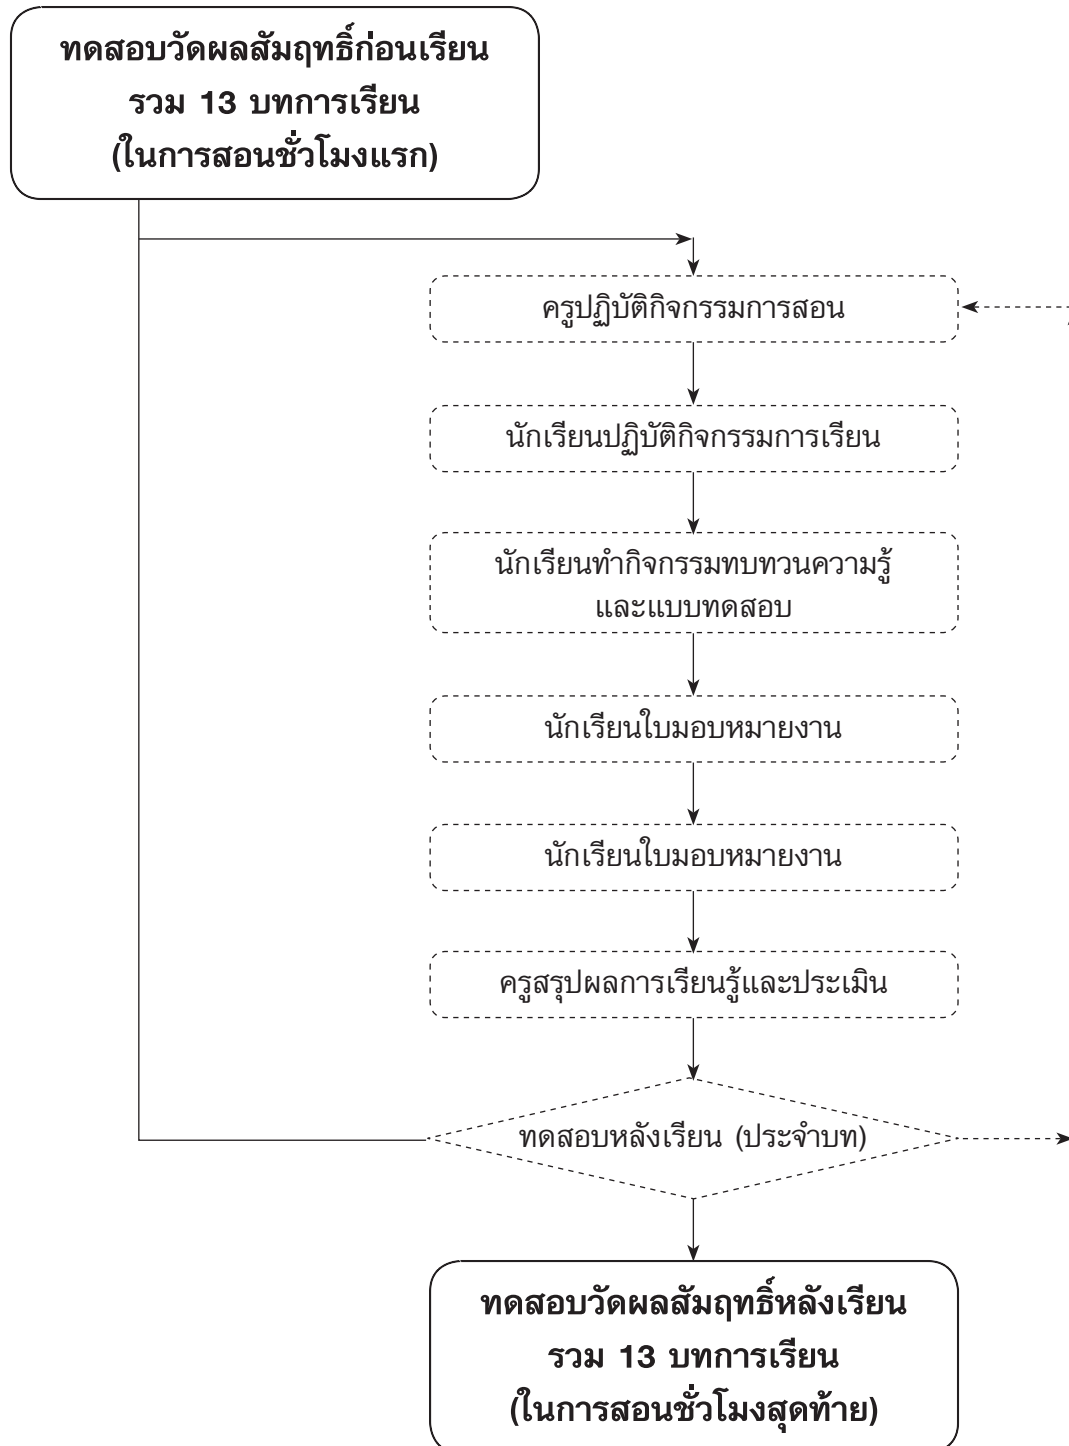 ทดสอบวัดผลสัมฤทธิ์ก่อนเรียน
รวม 13 บทการเรียน
(ในการสอนชั่วโมงแรก)
ครูปฏิบัติกิจกรรมการสอน
นักเรียนปฏิบัติกิจกรรมการเรียน
นักเรียนทำกิจกรรมทบทวนความรู้
และแบบทดสอบ
นักเรียนใบมอบหมายงาน
นักเรียนใบมอบหมายงาน
ครูสรุปผลการเรียนรู้และประเมิน
ทดสอบหลังเรียน (ประจำบท)
ทดสอบวัดผลสัมฤทธิ์หลังเรียน
รวม 13 บทการเรียน
(ในการสอนชั่วโมงสุดท้าย)